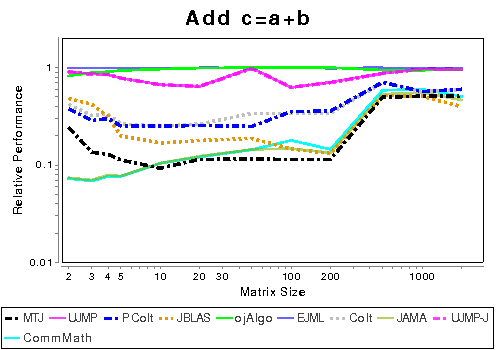 Add c=a+b
Relative Performance
1
0.1
0.01
2 3 4 5 10 20 30 100 200 1000
Matrix Size
MTJ UJMP PColt JBLAS ojAlgo EJML Colt JAMA UJMP-J
CommMath